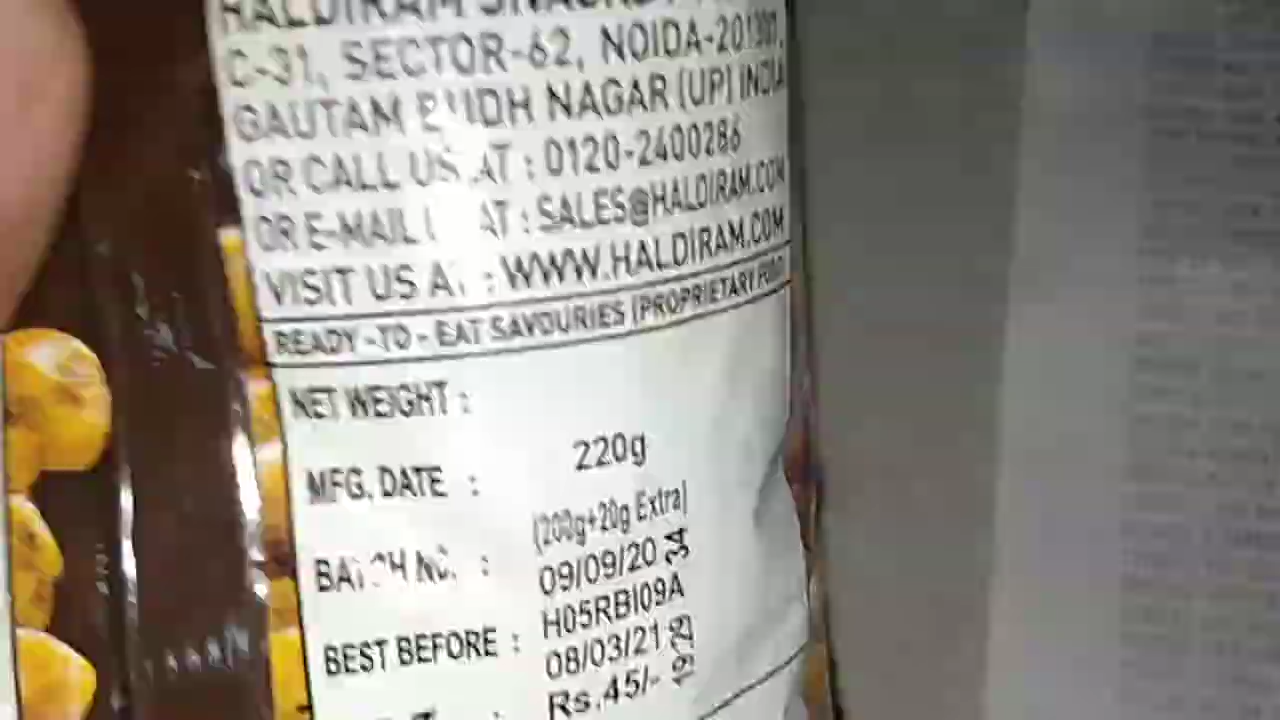 HALDIRAM SNACKS
C-31, SECTOR-62, NOIDA-201307,
GAUTAM BUDH NAGAR (UP) INDIA
OR CALL US AT : 0120-2400286
OR E-MAIL AT : SALES@HALDIRAM.COM
VISIT US AT : WWW.HALDIRAM.COM
READY-TO-EAT SAVOURIES (PROPRIETARY FOOD)
NET WEIGHT :
220g
MFG. DATE :
(200g+20g Extra)
BATCH NO. :
09/09/20 34
H05RBI09A
BEST BEFORE :
08/03/21
Rs.45/-